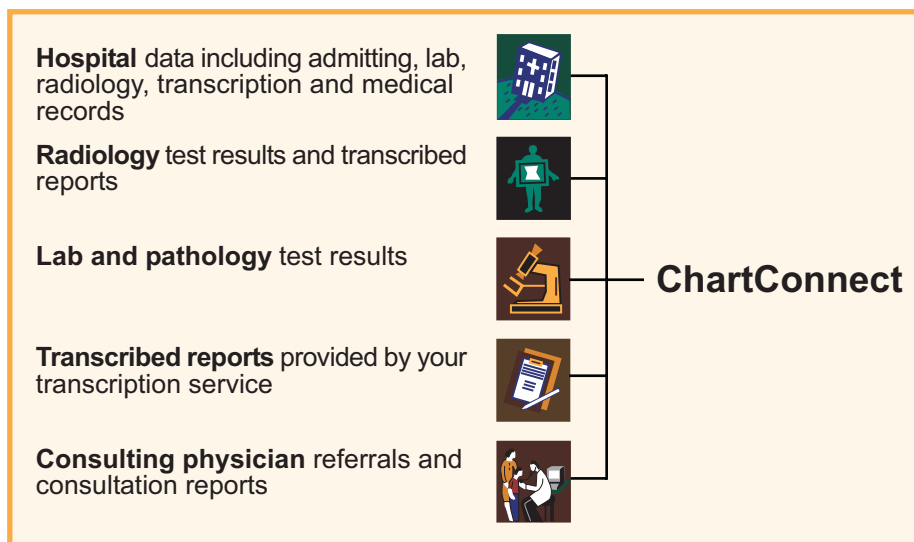 Hospital data including admitting, lab,
radiology, transcription and medical
records
Radiology test results and transcribed
reports
Lab and pathology test results
Transcribed reports provided by your
transcription service
Consulting physician referrals and
consultation reports
ChartConnect